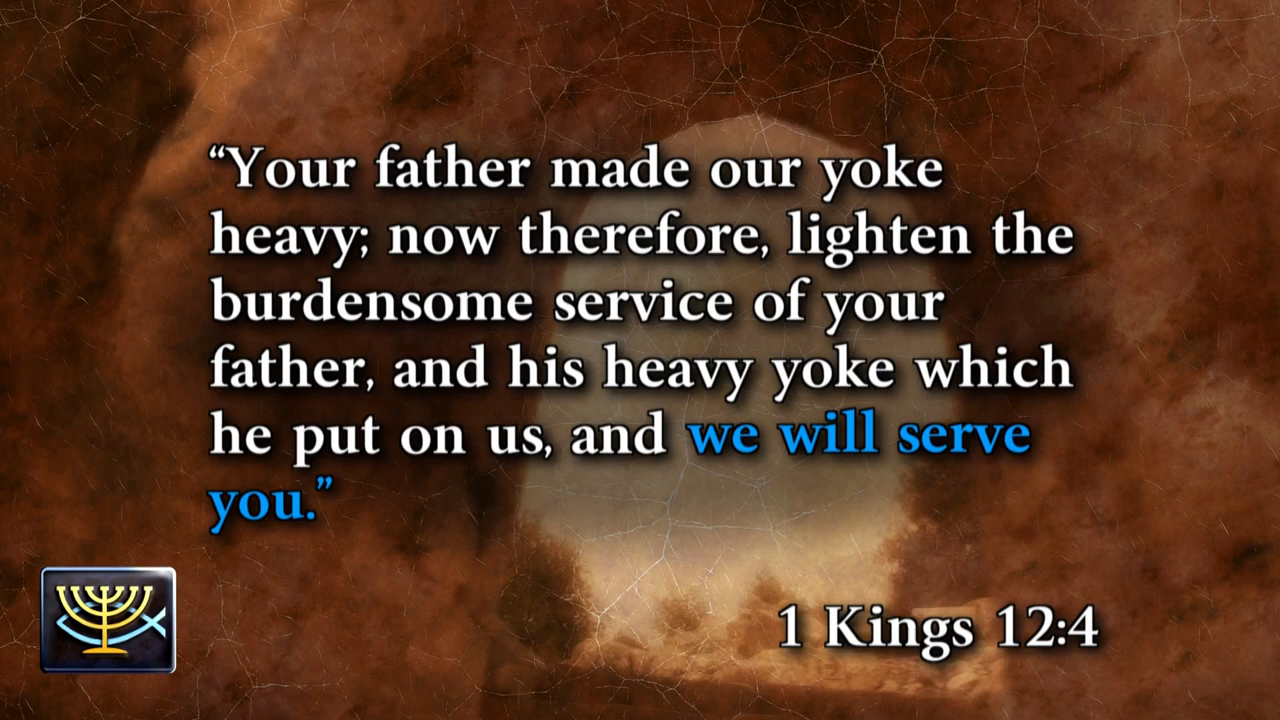 “Your father made our yoke
heavy; now therefore, lighten the
burdensome service of your
father, and his heavy yoke which
he put on us, and we will serve
you.”
1 Kings 12:4